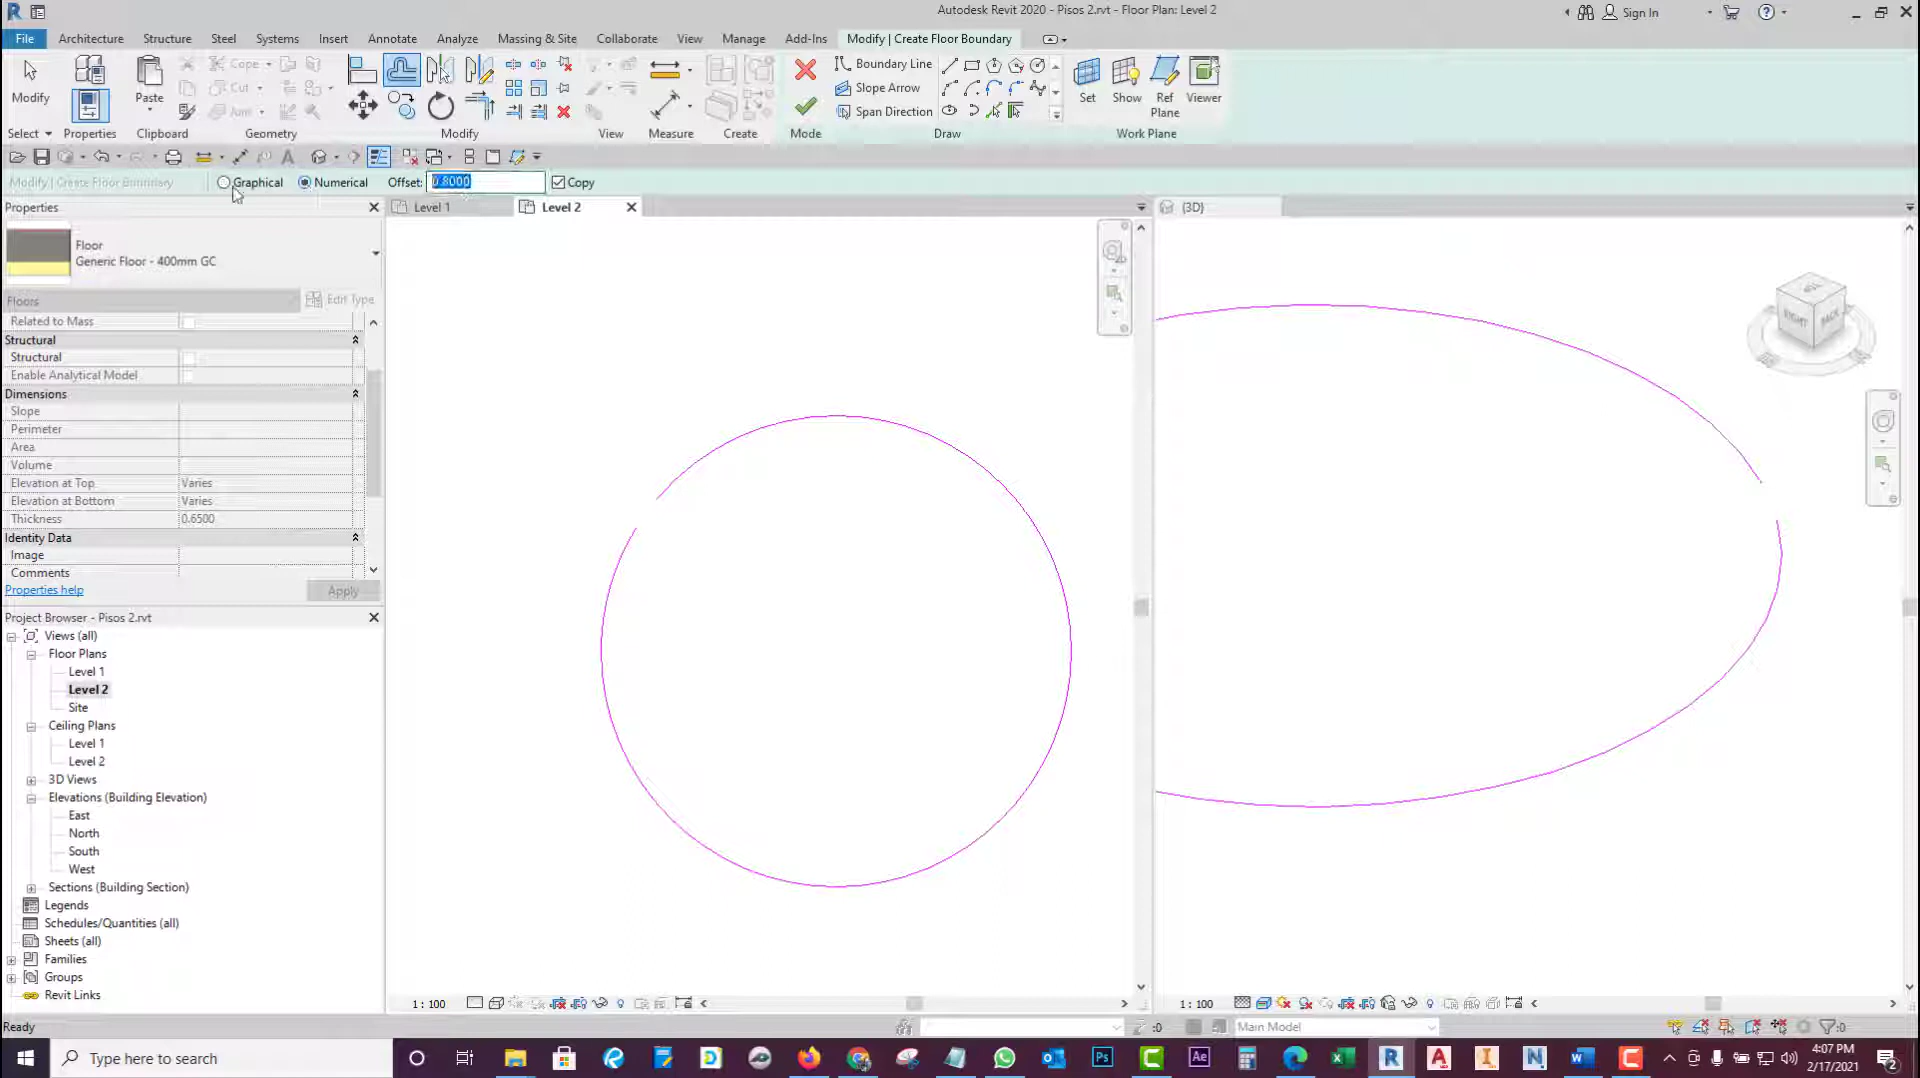 Autodesk Revit 2020 - Pisos 2.rvt - Floor Plan: Level 2
Sign In
File Architecture Structure Steel Systems Insert Annotate Analyze Massing & Site Collaborate View Manage Add-Ins Modify | Create Floor Boundary
Modify
Paste
Cope
Cut
Join
Boundary Line
Slope Arrow
Span Direction
Set Show Ref Plane Viewer
Select Properties Clipboard Geometry Modify View Measure Create Mode Draw Work Plane
Modify | Create Floor Boundary Graphical Numerical Offset: 0.8000 Copy
Properties
Level 1 Level 2 {3D}
Floor
Generic Floor - 400mm GC
Floors Edit Type
Related to Mass
Structural
Structural
Enable Analytical Model
Dimensions
Slope
Perimeter
Area
Volume
Elevation at Top Varies
Elevation at Bottom Varies
Thickness 0.6500
Identity Data
Image
Comments
Properties help Apply
Project Browser - Pisos 2.rvt
Views (all)
Floor Plans
Level 1
Level 2
Site
Ceiling Plans
Level 1
Level 2
3D Views
Elevations (Building Elevation)
East
North
South
West
Sections (Building Section)
Legends
Schedules/Quantities (all)
Sheets (all)
Families
Groups
Revit Links
RIGHT BACK
1 : 100
1 : 100
Ready :0 Main Model :0
Type here to search
4:07 PM
2/17/2021
2